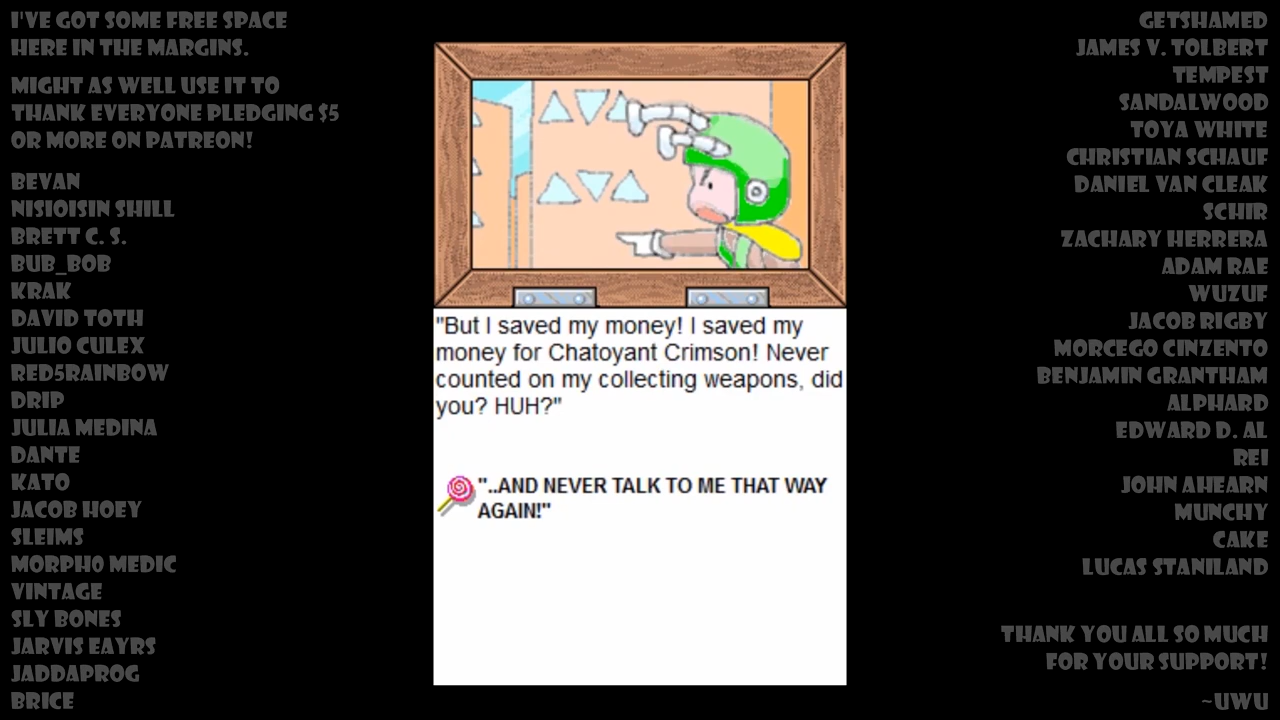 I'VE GOT SOME FREE SPACE
HERE IN THE MARGINS.
MIGHT AS WELL USE IT TO
THANK EVERYONE PLEDGING $5
OR MORE ON PATREON!
BEVAN
NISIOISIN SHILL
BRETT C. S.
BUB_BOB
KRAK
DAVID TOTH
JULIO CULEX
RED5RAINBOW
DRIP
JULIA MEDINA
DANTE
KATO
JACOB HOEY
SLEIMS
MORPH0 MEDIC
VINTAGE
SLY BONES
JARVIS EAYRS
JADDAPROG
BRICE
"But I saved my money! I saved my
money for Chatoyant Crimson! Never
counted on my collecting weapons, did
you? HUH?"
"..AND NEVER TALK TO ME THAT WAY
AGAIN!"
GETSHAMED
JAMES V. TOLBERT
TEMPEST
SANDALWOOD
TOYA WHITE
CHRISTIAN SCHAUF
DANIEL VAN CLEAK
SCHIR
ZACHARY HERRERA
ADAM RAE
WUZUF
JACOB RIGBY
MORCEGO CINZENTO
BENJAMIN GRANTHAM
ALPHARD
EDWARD D. AL
REI
JOHN AHEARN
MUNCHY
CAKE
LUCAS STANILAND
THANK YOU ALL SO MUCH
FOR YOUR SUPPORT!
~UWU